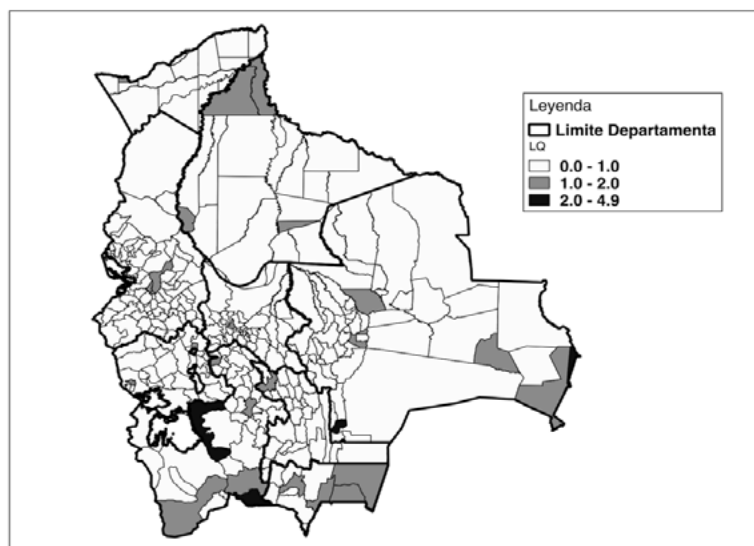 Leyenda
Limite Departamenta
LQ
0.0 - 1.0
1.0 - 2.0
2.0 - 4.9